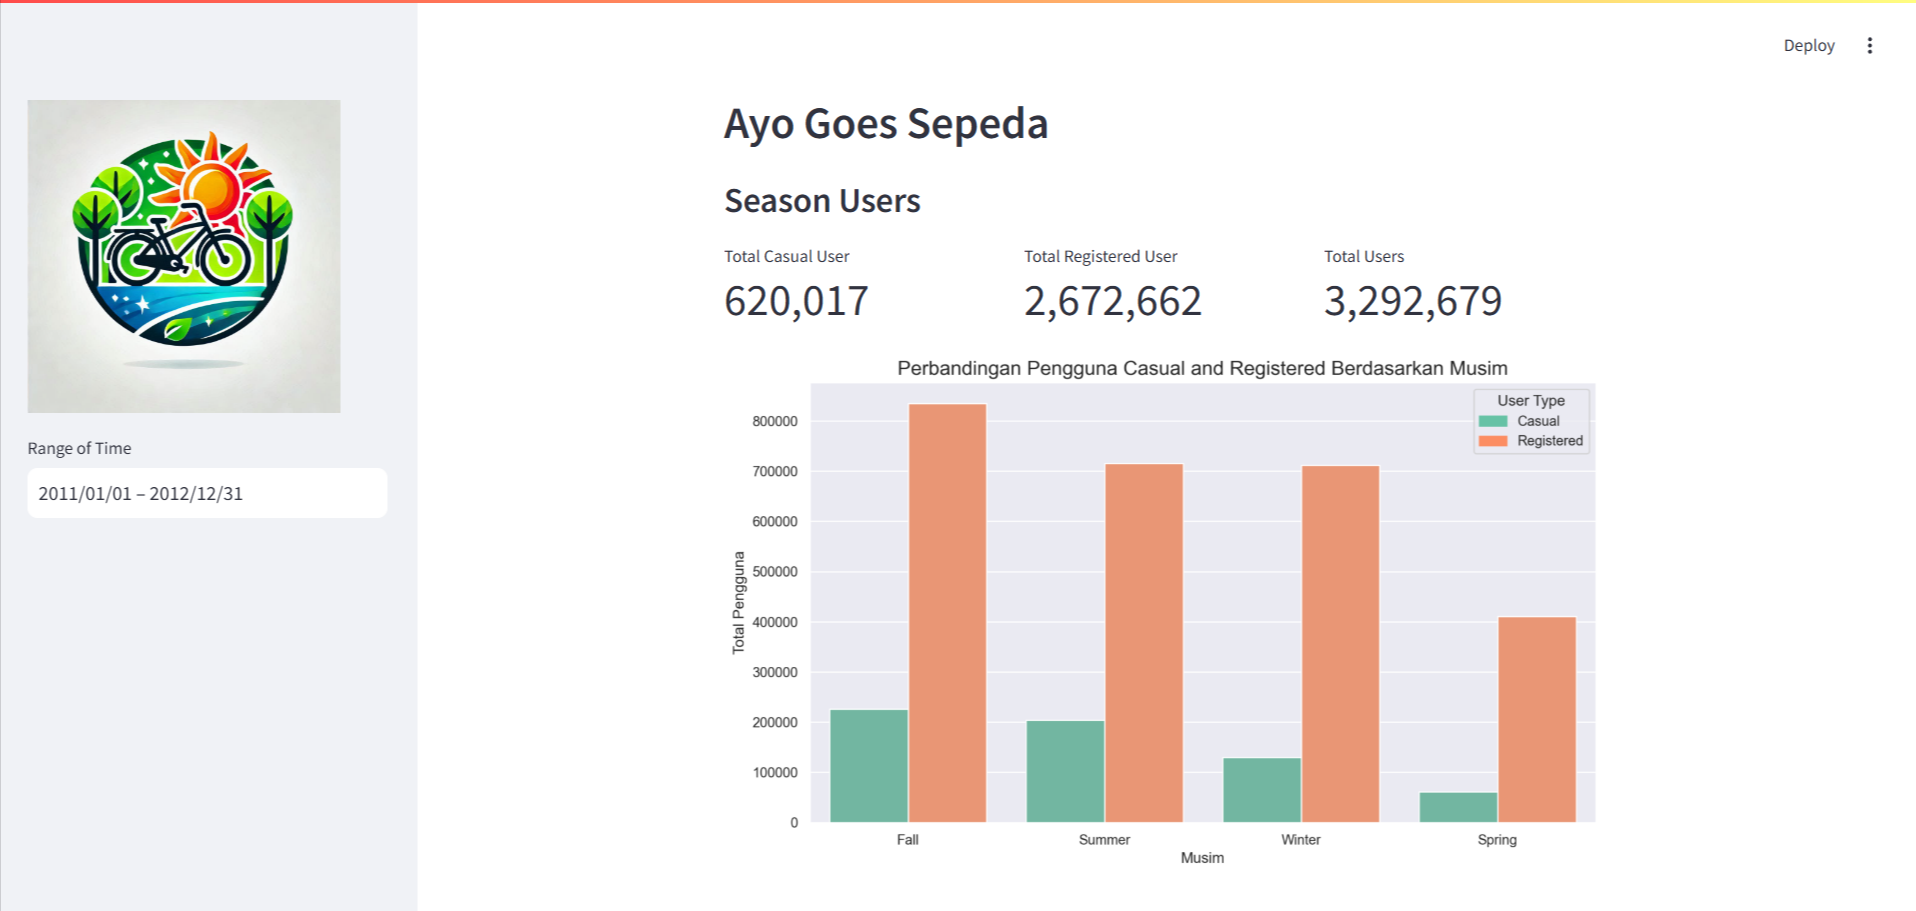 Deploy
Range of Time
2011/01/01 – 2012/12/31
Ayo Goes Sepeda
Season Users
Total Casual User
620,017
Total Registered User
2,672,662
Total Users
3,292,679
Perbandingan Pengguna Casual and Registered Berdasarkan Musim
User Type
Casual
Registered
Total Pengguna
800000
700000
600000
500000
400000
300000
200000
100000
0
Fall
Summer
Winter
Spring
Musim